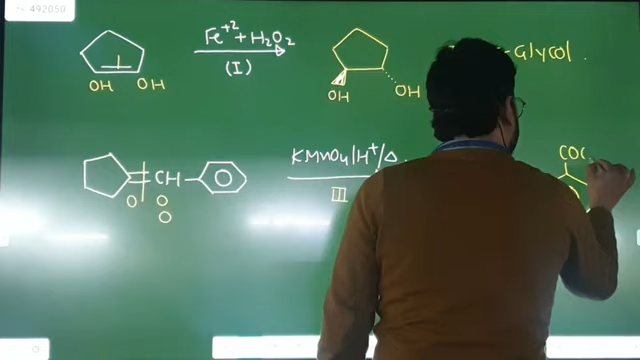 492050
Fe+2 + H2O2
(I)
OH OH
OH
OH
Glycol.
KMnO4/H+/Δ
III
CH
O O
O
COO